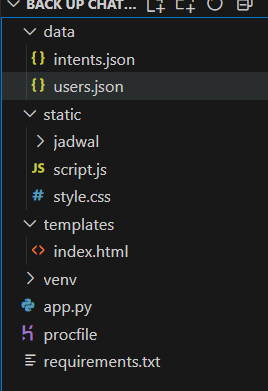 BACK UP CHAT...
data
{} intents.json
{} users.json
static
jadwal
JS script.js
# style.css
templates
<> index.html
venv
app.py
procfile
requirements.txt